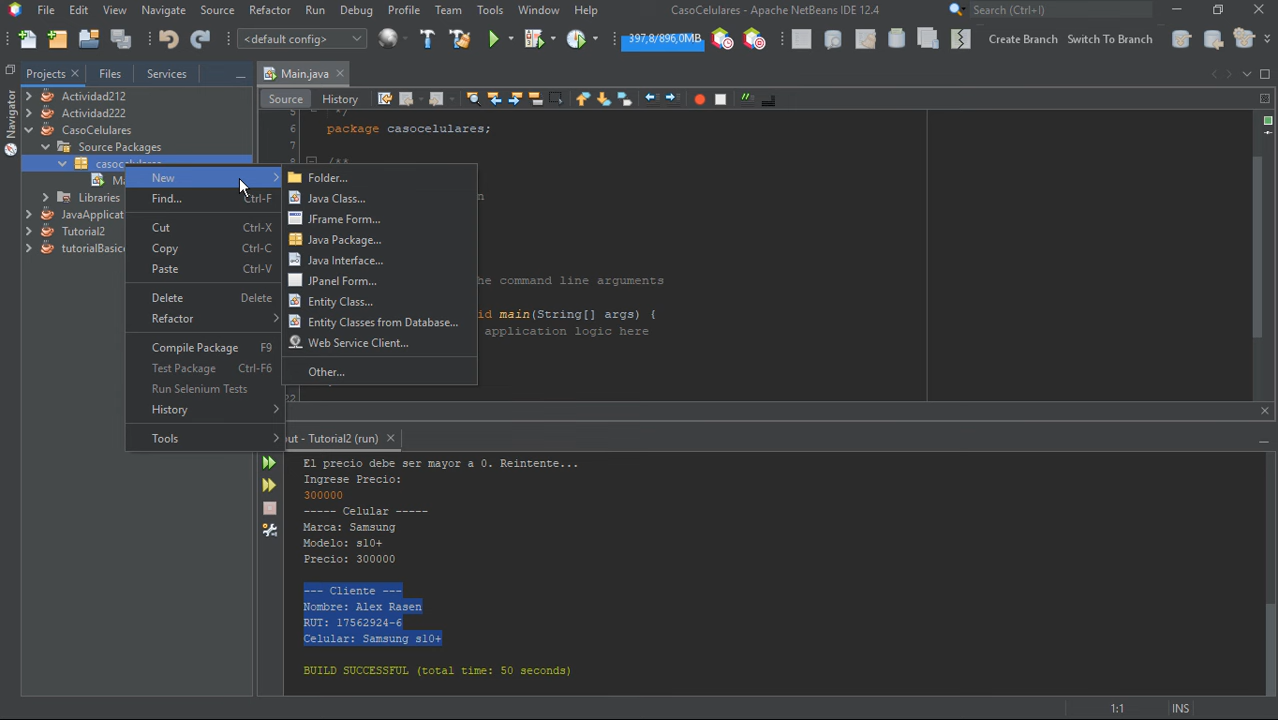 File Edit View Navigate Source Refactor Run Debug Profile Team Tools Window Help CasoCelulares - Apache NetBeans IDE 12.4 Search (Ctrl+I)
<default config> 397,8/896,0MB Create Branch Switch To Branch
Projects Files Services Main.java
Navigator
Source History
Actividad212
Actividad222
CasoCelulares
Source Packages
Libraries
Tutorial2
New
Find... Ctrl-F
Cut Ctrl-X
Copy Ctrl-C
Paste Ctrl-V
Delete Delete
Refactor
Compile Package F9
Test Package Ctrl-F6
Run Selenium Tests
History
Tools
Folder...
Java Class...
JFrame Form...
Java Package...
Java Interface...
JPanel Form...
Entity Class...
Entity Classes from Database...
Web Service Client...
Other...
6 package casocelulares;
7
/**
command line arguments
main(String[] args) {
application logic here
22
- Tutorial2 (run)
El precio debe ser mayor a 0. Reintente...
Ingrese Precio:
300000
----- Celular -----
Marca: Samsung
Modelo: s10+
Precio: 300000
--- Cliente ---
Nombre: Alex Rasen
RUT: 17562924-6
Celular: Samsung s10+
BUILD SUCCESSFUL (total time: 50 seconds)
1:1 INS